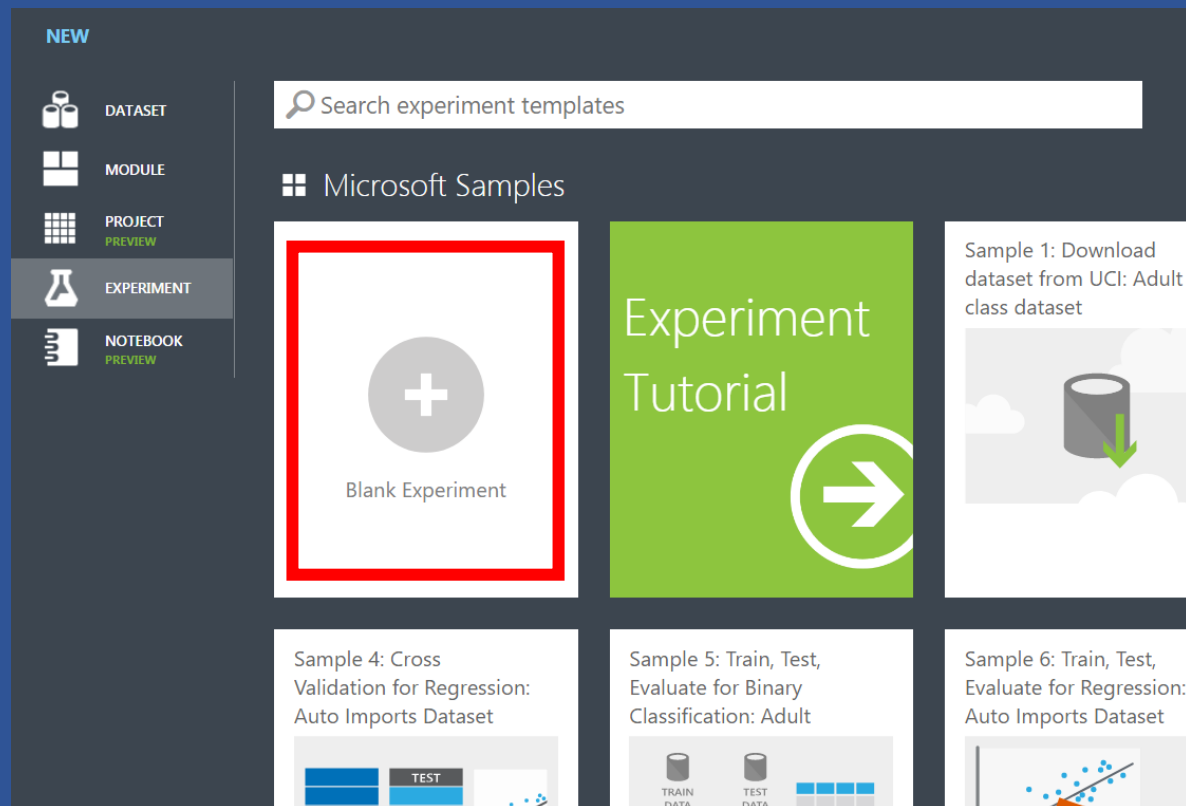 NEW
DATASET
MODULE
PROJECT
PREVIEW
EXPERIMENT
NOTEBOOK
PREVIEW
Search experiment templates
Microsoft Samples
Blank Experiment
Experiment
Tutorial
Sample 1: Download
dataset from UCI: Adult
class dataset
Sample 4: Cross
Validation for Regression:
Auto Imports Dataset
TEST
Sample 5: Train, Test,
Evaluate for Binary
Classification: Adult
TRAIN
DATA
TEST
DATA
Sample 6: Train, Test,
Evaluate for Regression:
Auto Imports Dataset